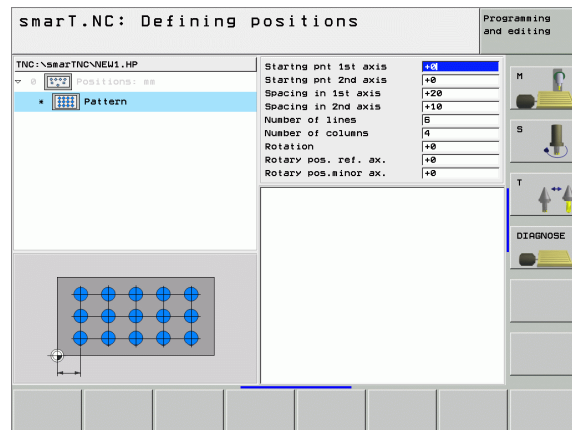 smarT.NC: Defining positions
Programming
and editing
TNC:\smarTNC\NEW1.HP
0 Positions: mm
* Pattern
Startng pnt 1st axis +0
Startng pnt 2nd axis +0
Spacing in 1st axis +20
Spacing in 2nd axis +10
Number of lines 6
Number of columns 4
Rotation +0
Rotary pos. ref. ax. +0
Rotary pos.minor ax. +0
M
S
T
DIAGNOSE